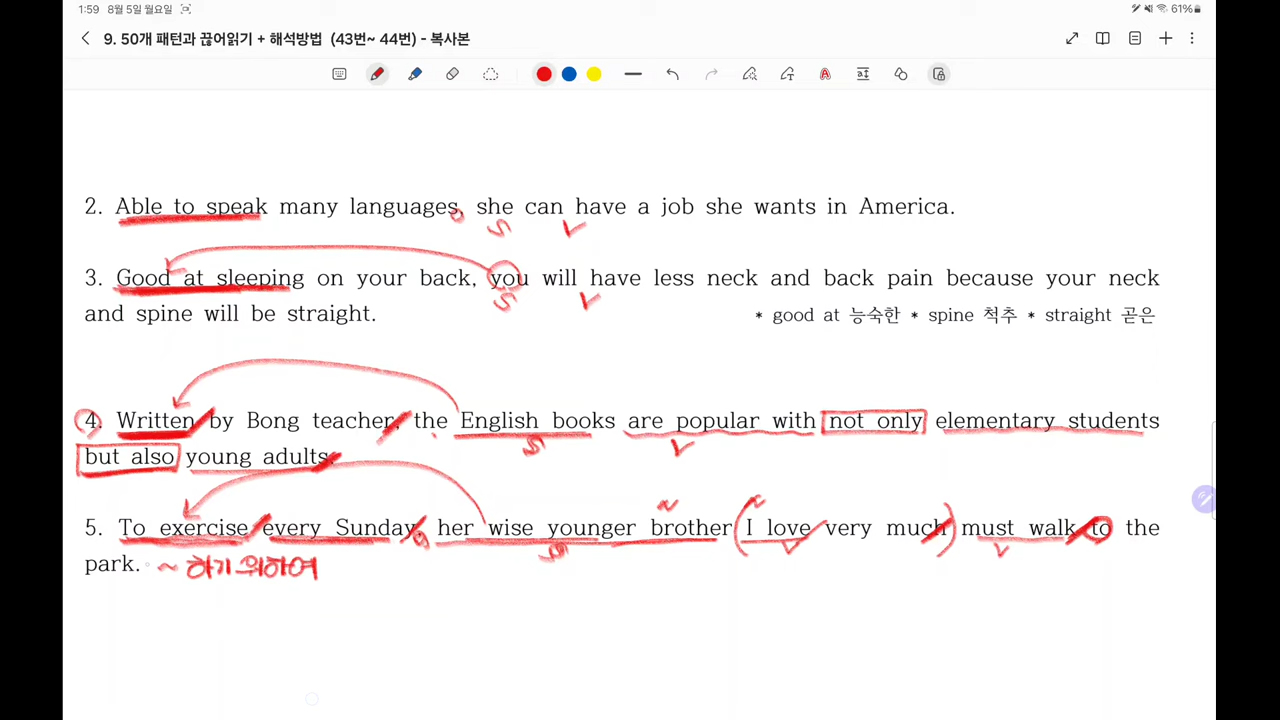 1:59 8월 5일 월요일 61%
9. 50개 패턴과 끊어읽기 + 해석방법 (43번~ 44번) - 복사본
2. Able to speak many languages, she can have a job she wants in America.
S V
3. Good at sleeping on your back, you will have less neck and back pain because your neck
S V
and spine will be straight. * good at 능숙한 * spine 척추 * straight 곧은
4. Written by Bong teacher, the English books are popular with not only elementary students
S V
but also young adults.
5. To exercise every Sunday, her wise younger brother (I love very much) must walk to the
S V V
park. ~ 하기 위하여